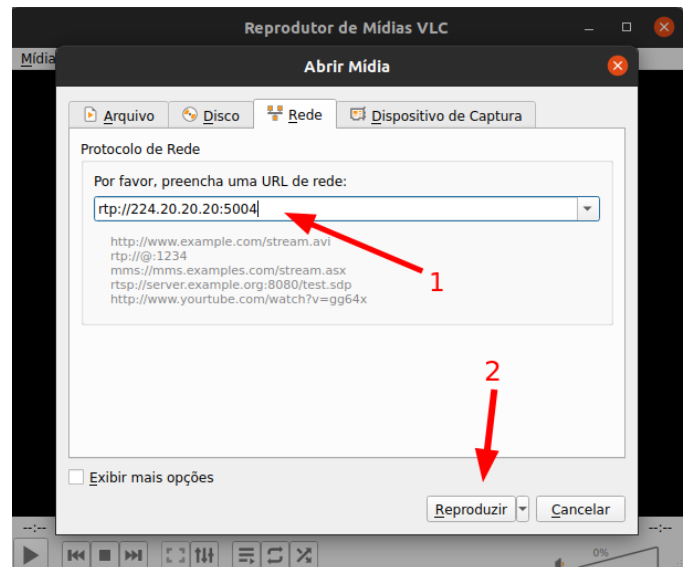 Reprodutor de Mídias VLC
Mídia
Abrir Mídia
Arquivo Disco Rede Dispositivo de Captura
Protocolo de Rede
Por favor, preencha uma URL de rede:
rtp://224.20.20.20:5004
http://www.example.com/stream.avi
rtp://@:1234
mms://mms.examples.com/stream.asx
rtsp://server.example.org:8080/test.sdp
http://www.yourtube.com/watch?v=gg64x
1
2
Exibir mais opções
Reproduzir Cancelar
--:-- --:--
0%